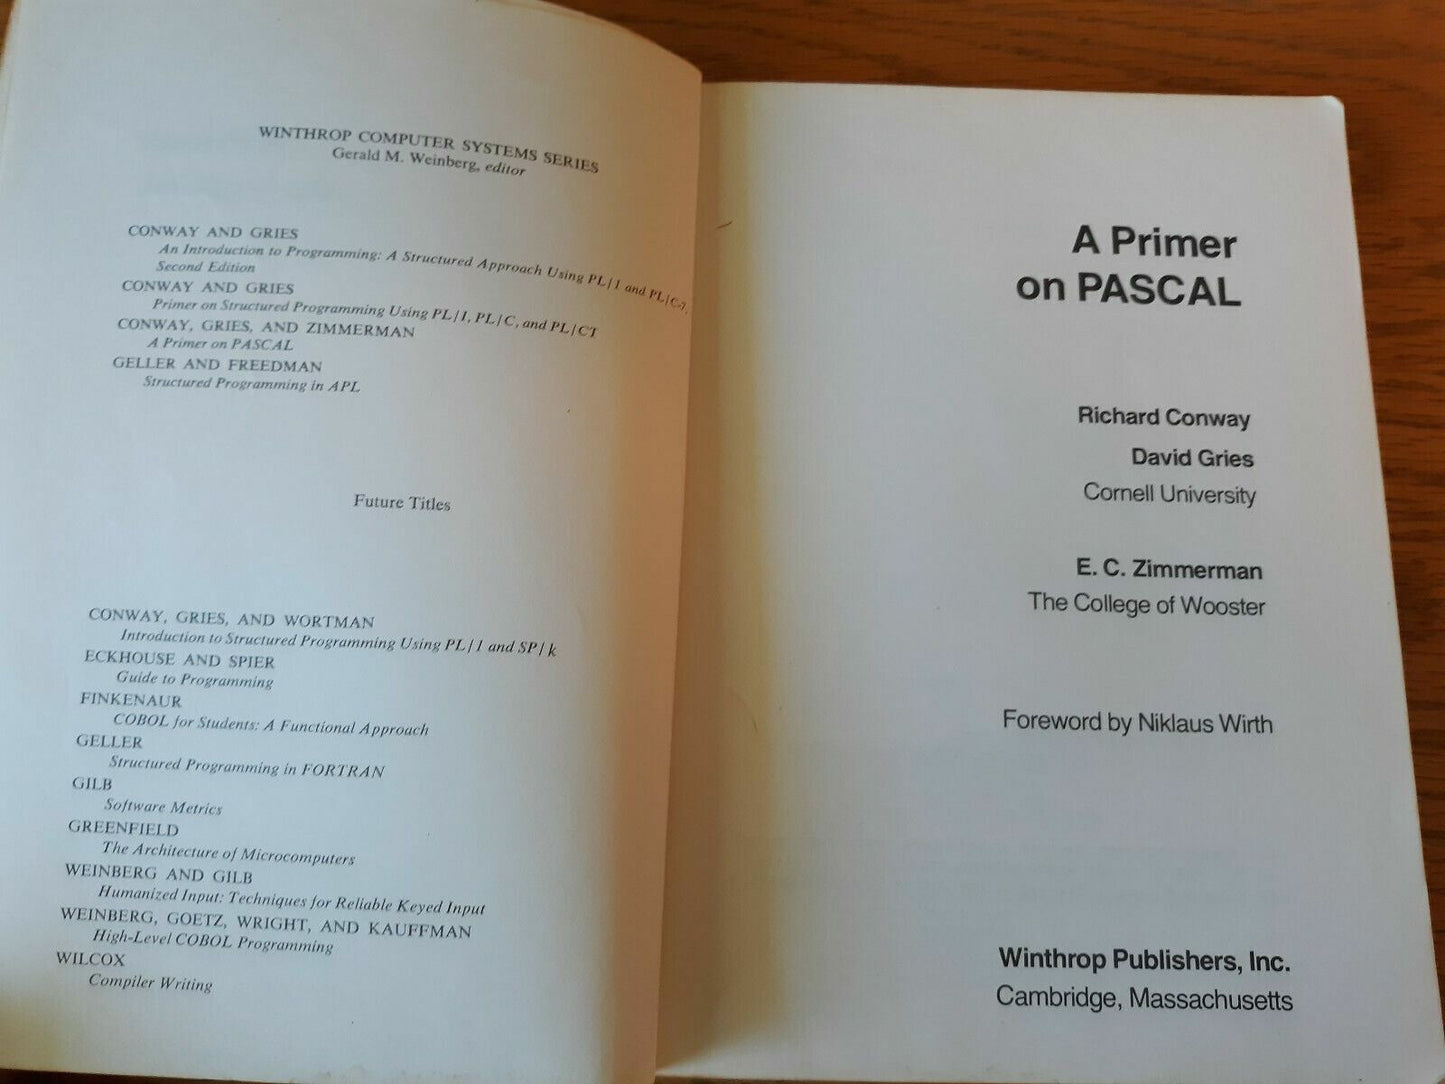 WINTHROP COMPUTER SYSTEMS SERIES
Gerald M. Weinberg, editor
CONWAY AND GRIES
An Introduction to Programming: A Structured Approach Using PL/I and PL/C-7,
Second Edition
CONWAY AND GRIES
Primer on Structured Programming Using PL/I, PL/C, and PL/CT
CONWAY, GRIES, AND ZIMMERMAN
A Primer on PASCAL
GELLER AND FREEDMAN
Structured Programming in APL
Future Titles
CONWAY, GRIES, AND WORTMAN
Introduction to Structured Programming Using PL/I and SP/k
ECKHOUSE AND SPIER
Guide to Programming
FINKENAUR
COBOL for Students: A Functional Approach
GELLER
Structured Programming in FORTRAN
GILB
Software Metrics
GREENFIELD
The Architecture of Microcomputers
WEINBERG AND GILB
Humanized Input: Techniques for Reliable Keyed Input
WEINBERG, GOETZ, WRIGHT, AND KAUFFMAN
High-Level COBOL Programming
WILCOX
Compiler Writing
A Primer
on PASCAL
Richard Conway
David Gries
Cornell University
E. C. Zimmerman
The College of Wooster
Foreword by Niklaus Wirth
Winthrop Publishers, Inc.
Cambridge, Massachusetts